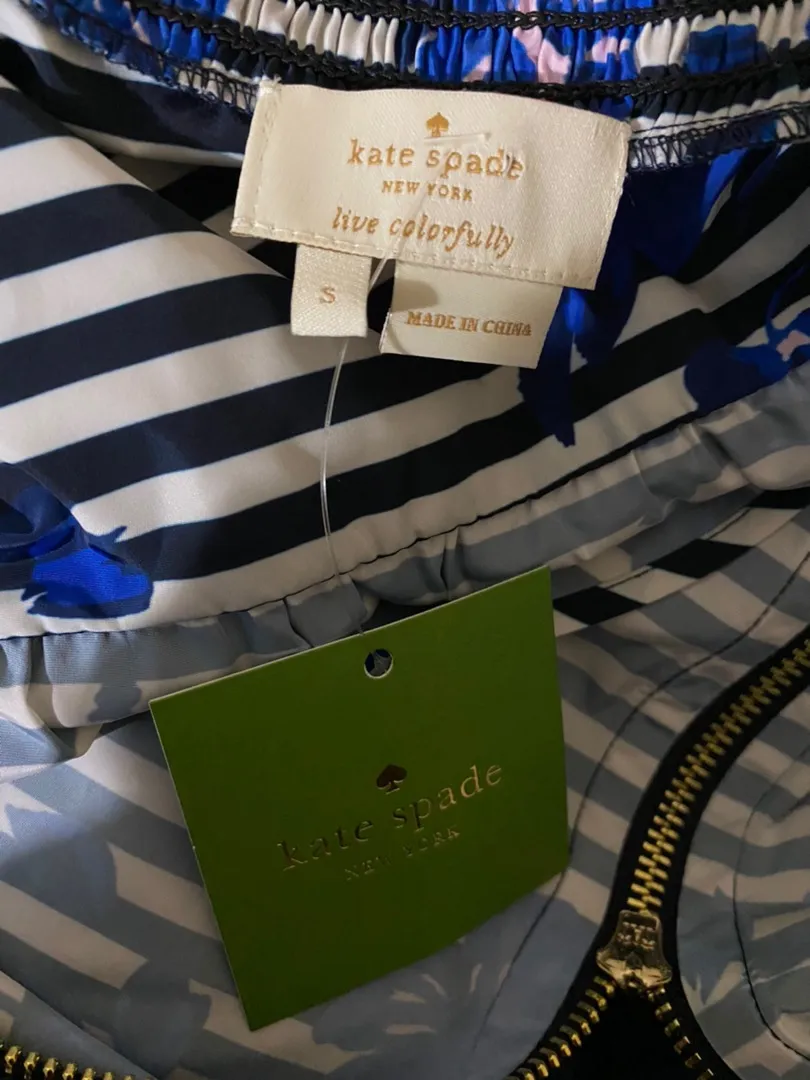 kate spade
NEW YORK
live colorfully
S
MADE IN CHINA
kate spade
NEW YORK